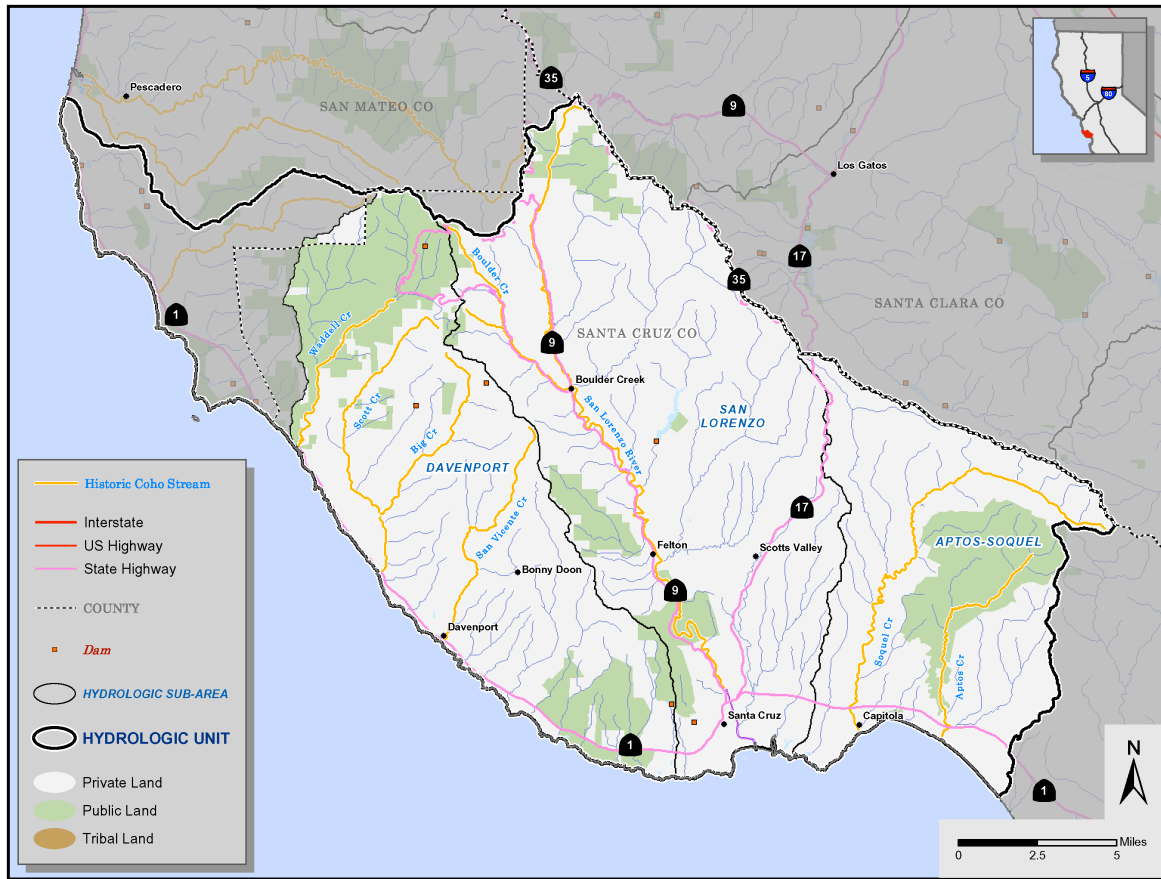 35
Pescadero
SAN MATEO CO
9
5
80
Los Gatos
Boulder Cr
17
35
SANTA CLARA CO
1
Waddell Cr
SANTA CRUZ CO
9
Boulder Creek
Scott Cr
San Lorenzo River
SAN
LORENZO
Big Cr
DAVENPORT
Historic Coho Stream
Interstate
US Highway
State Highway
COUNTY
Dam
HYDROLOGIC SUB-AREA
HYDROLOGIC UNIT
Private Land
Public Land
Tribal Land
San Vicente Cr
17
APTOS-SOQUEL
Felton
Scotts Valley
Bonny Doon
9
Davenport
Soquel Cr
Aptos Cr
Santa Cruz
Capitola
1
1
N
Miles
0
2.5
5